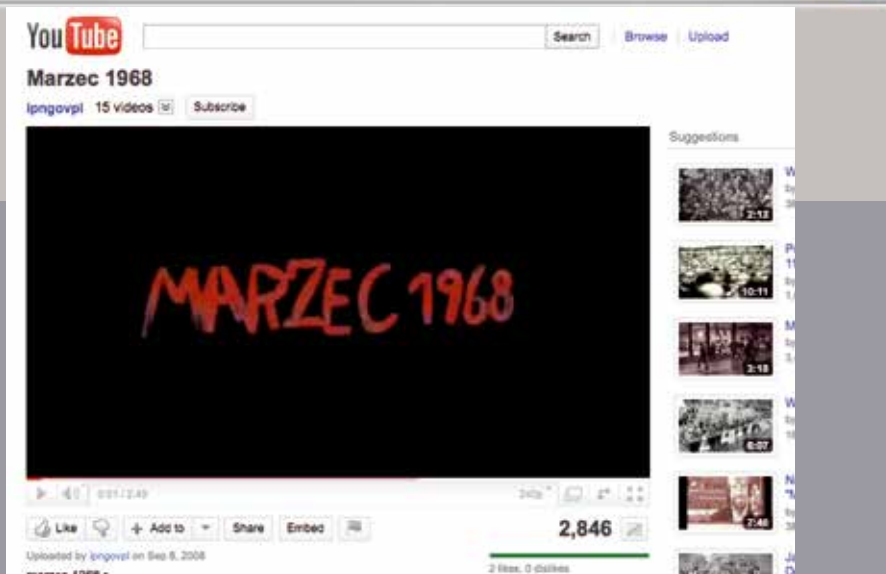 YouTube
Search
Browse
Upload
Marzec 1968
ipngovpl 15 videos
Subscribe
MARZEC 1968
Suggestions
2:13
10:11
3:18
6:07
7:46
Like
+ Add to
Share
Embed
2,846
Uploaded by ipngovpl on Sep 8, 2008
2 likes, 0 dislikes